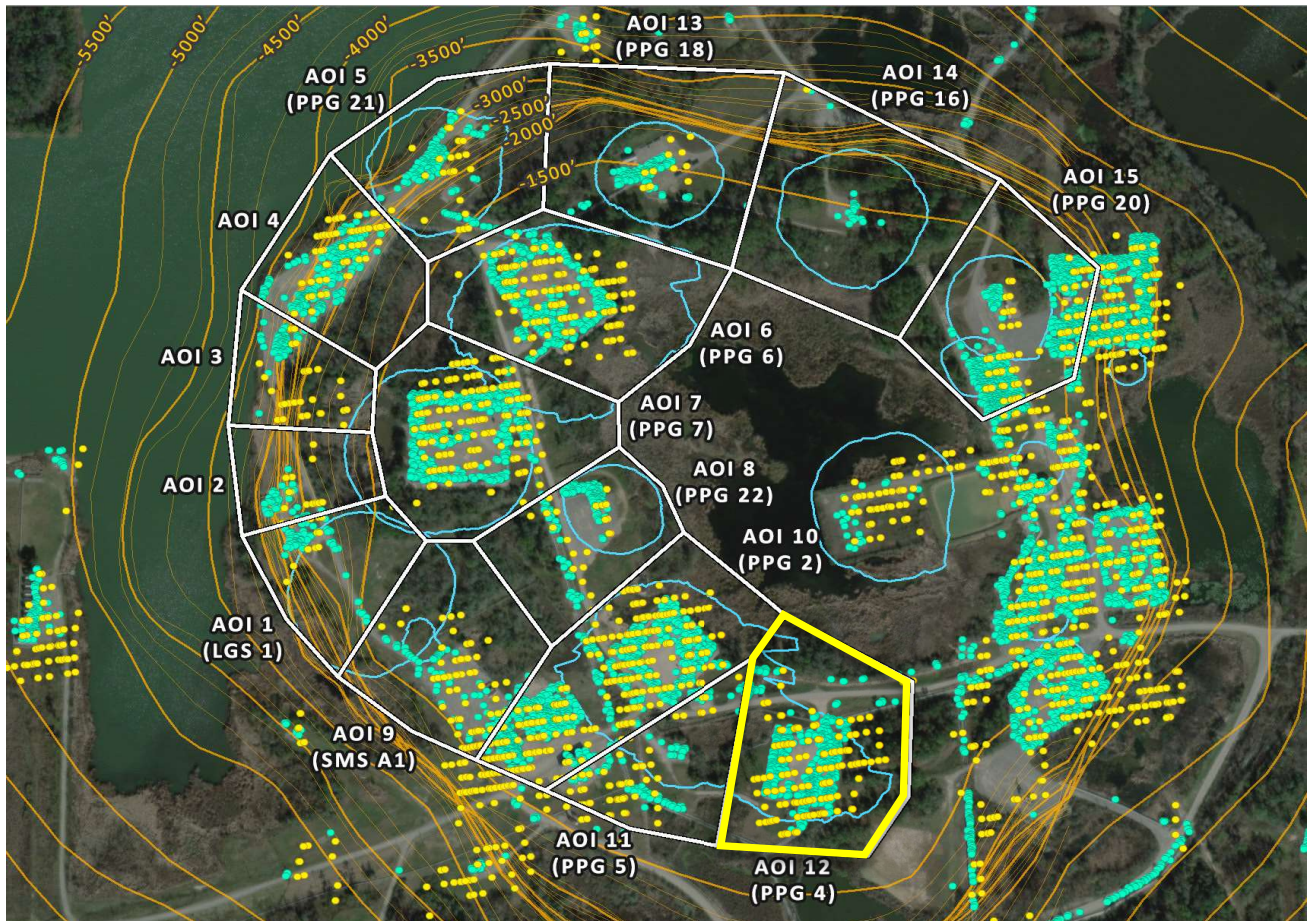 -5500'
-5000'
-4500'
-4000'
-3500'
-3000'
-2500'
-2000'
-1500'
AOI 13
(PPG 18)
AOI 14
(PPG 16)
AOI 5
(PPG 21)
AOI 15
(PPG 20)
AOI 4
AOI 3
AOI 6
(PPG 6)
AOI 7
(PPG 7)
AOI 2
AOI 8
(PPG 22)
AOI 10
(PPG 2)
AOI 1
(LGS 1)
AOI 9
(SMS A1)
AOI 11
(PPG 5)
AOI 12
(PPG 4)